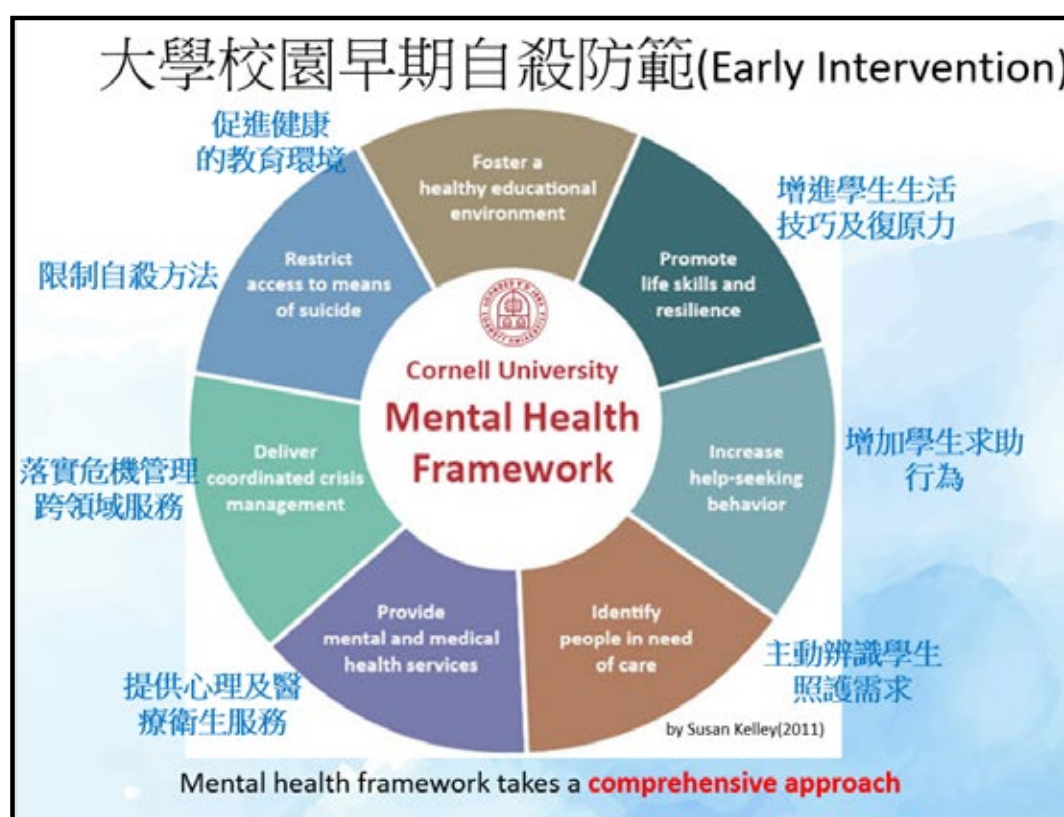 大學校園早期自殺防範(Early Intervention)
促進健康
的教育環境
Foster a
healthy educational
environment
增進學生生活
技巧及復原力
Promote
life skills and
resilience
限制自殺方法
Restrict
access to means
of suicide
Cornell University
Mental Health
Framework
增加學生求助
行為
Increase
help-seeking
behavior
落實危機管理
跨領域服務
Deliver
coordinated crisis
management
主動辨識學生
照護需求
Identify
people in need
of care
提供心理及醫
療衛生服務
Provide
mental and medical
health services
by Susan Kelley(2011)
Mental health framework takes a comprehensive approach